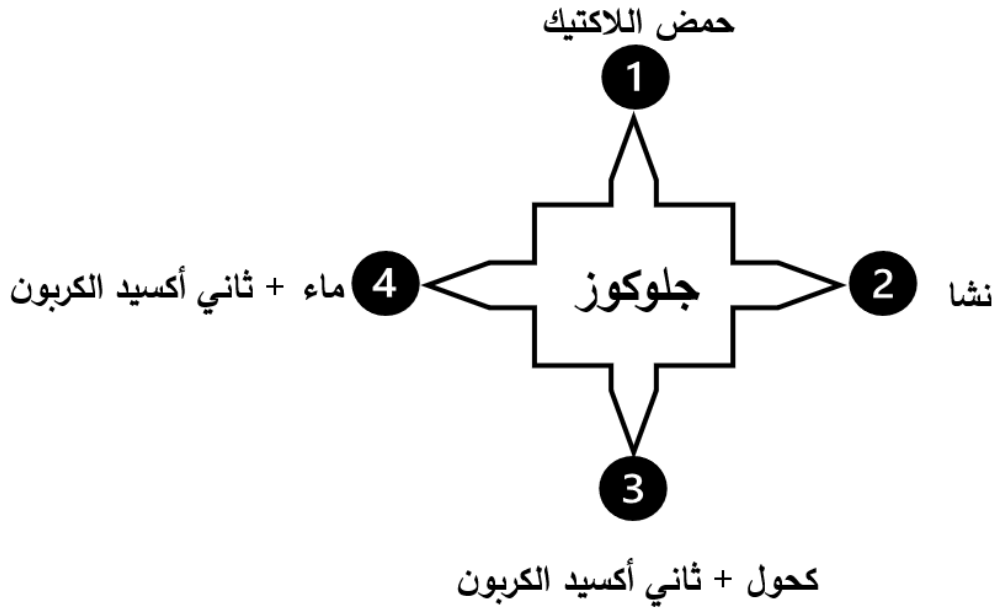 حمض اللاكتيك
1
جلوكوز
2
نشا
4
ماء + ثاني أكسيد الكربون
3
كحول + ثاني أكسيد الكربون